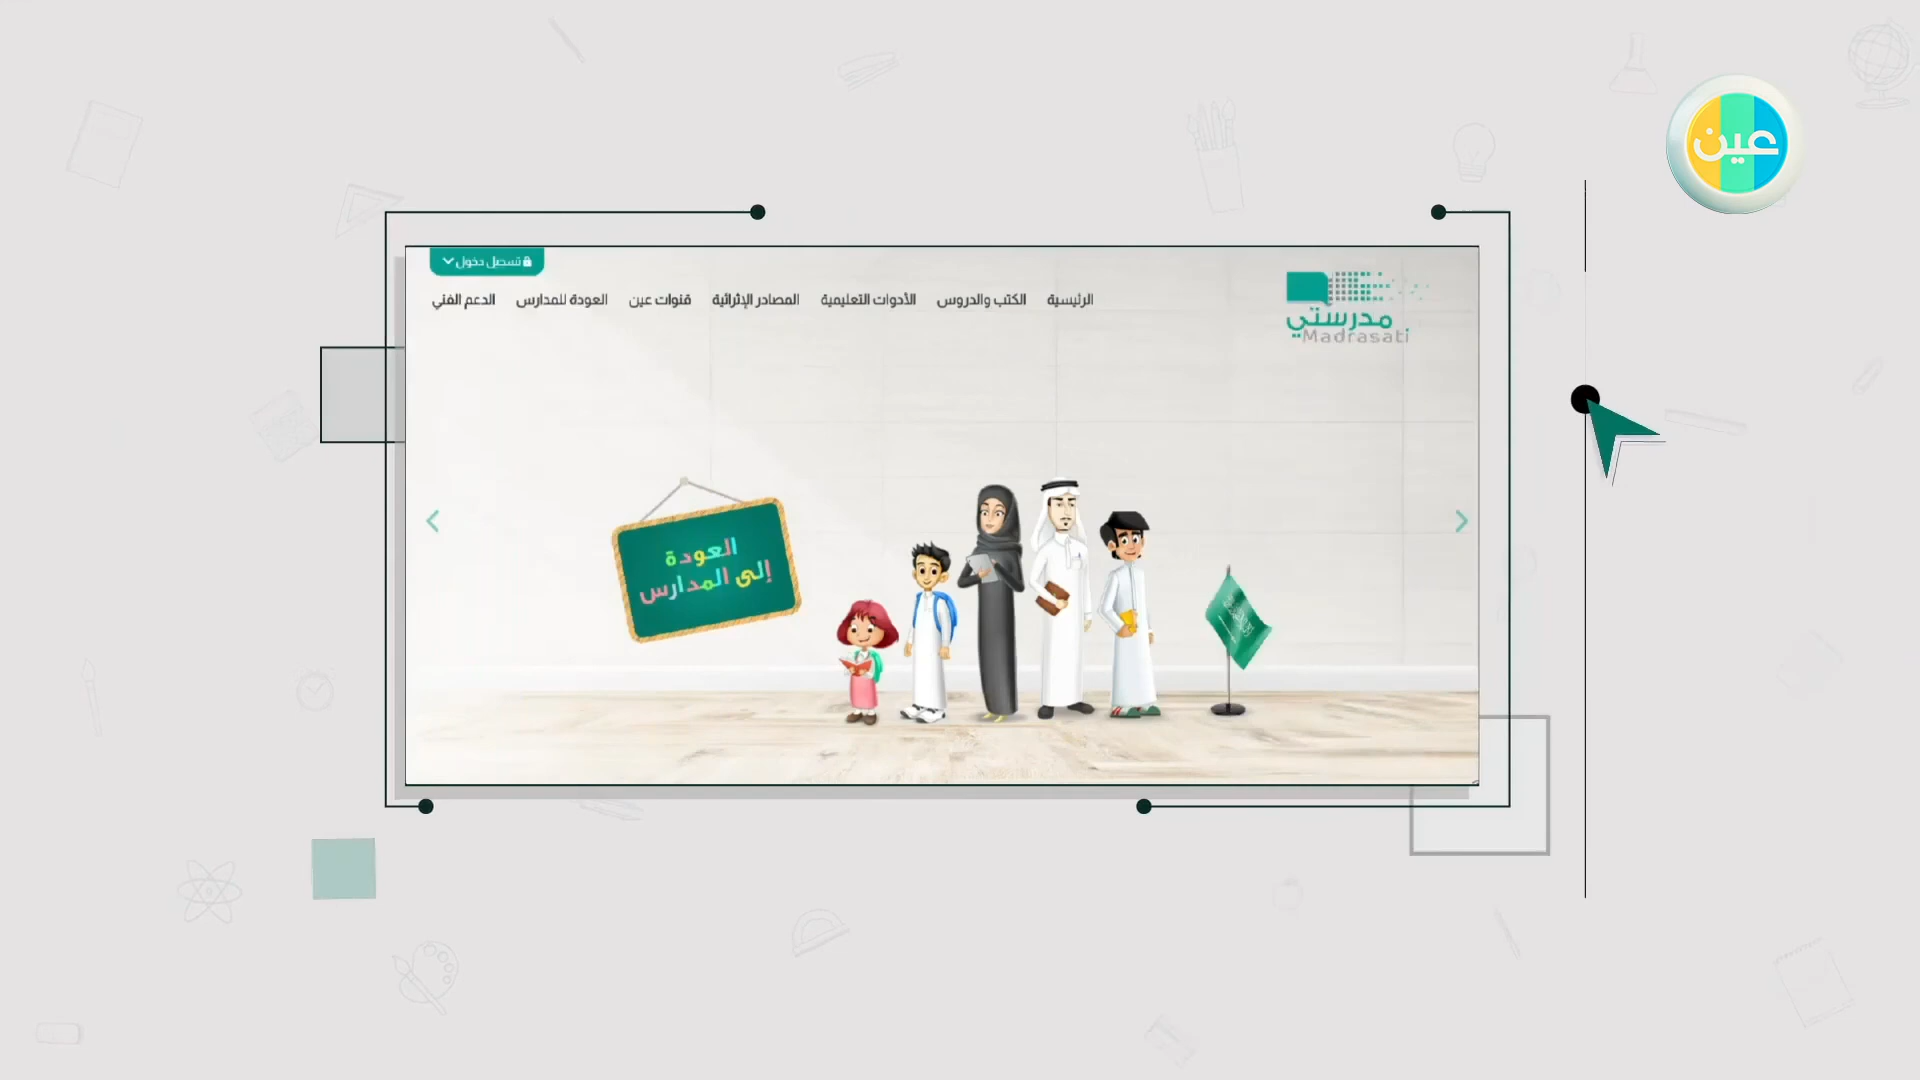 عين
تسجيل دخول
الرئيسية
الكتب والدروس
الأدوات التعليمية
المصادر الإثرائية
قنوات عين
العودة للمدارس
الدعم الفني
مدرستي
Madrasati
العودة
إلى المدارس